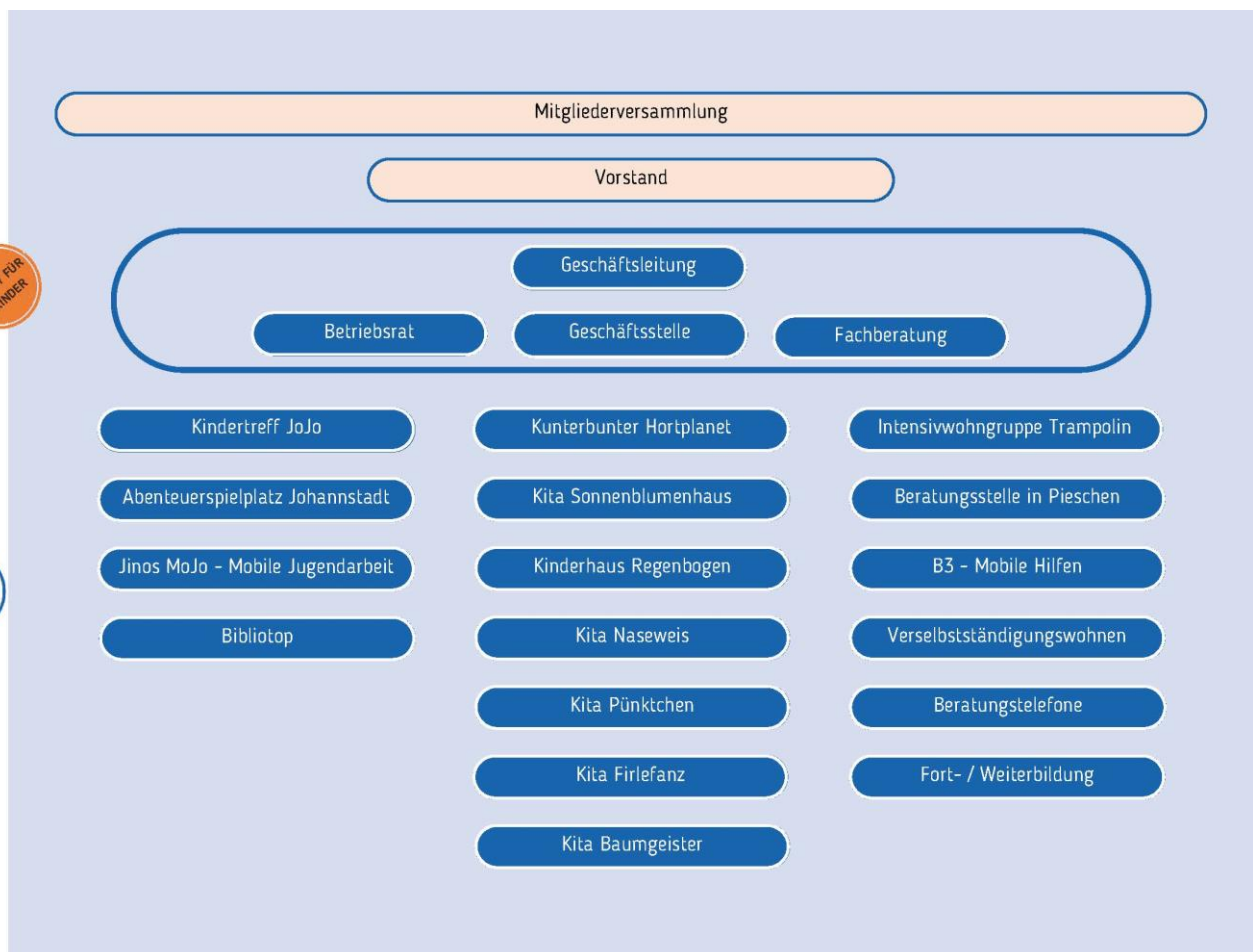 Mitgliederversammlung
Vorstand
FÜR
KINDER
Geschäftsleitung
Betriebsrat
Geschäftsstelle
Fachberatung
Kindertreff JoJo
Kunterbunter Hortplanet
Intensivwohngruppe Trampolin
Abenteuerspielplatz Johannstadt
Kita Sonnenblumenhaus
Beratungsstelle in Pieschen
Jinos MoJo - Mobile Jugendarbeit
Kinderhaus Regenbogen
B3 - Mobile Hilfen
Bibliotop
Kita Naseweis
Verselbstständigungswohnen
Kita Pünktchen
Beratungstelefone
Kita Firlefanz
Fort- / Weiterbildung
Kita Baumgeister